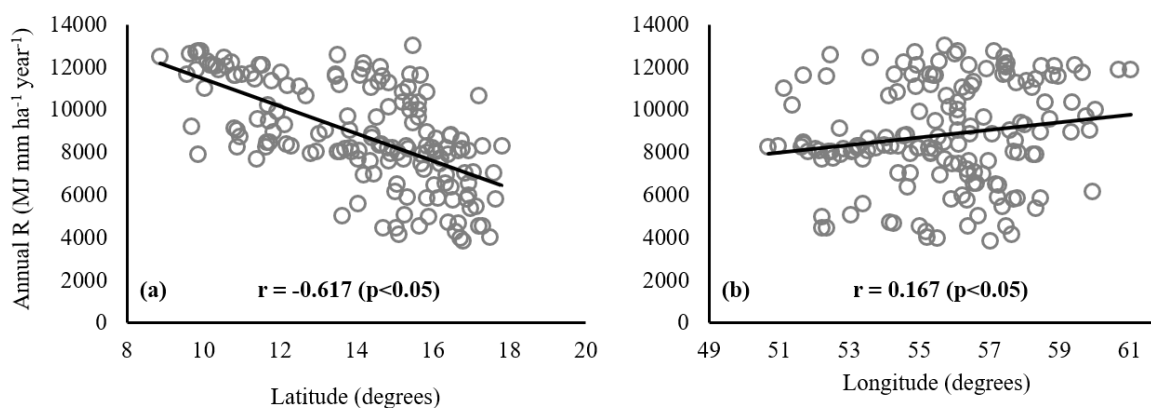 Annual R (MJ mm ha⁻¹ year⁻¹)
14000
12000
10000
8000
6000
4000
2000
0
(a)
r = -0.617 (p<0.05)
8 10 12 14 16 18 20
Latitude (degrees)
14000
12000
10000
8000
6000
4000
2000
0
(b)
r = 0.167 (p<0.05)
49 51 53 55 57 59 61
Longitude (degrees)